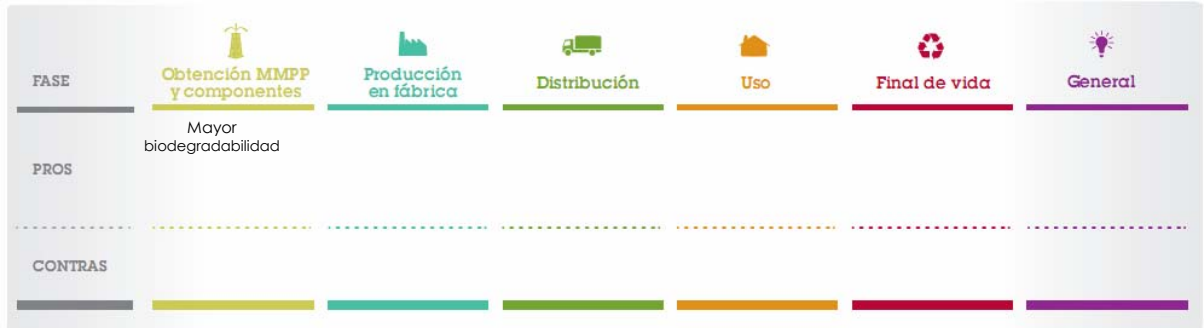 FASE
Obtención MMPP
y componentes
Producción
en fábrica
Distribución
Uso
Final de vida
General
Mayor
biodegradabilidad
PROS
CONTRAS